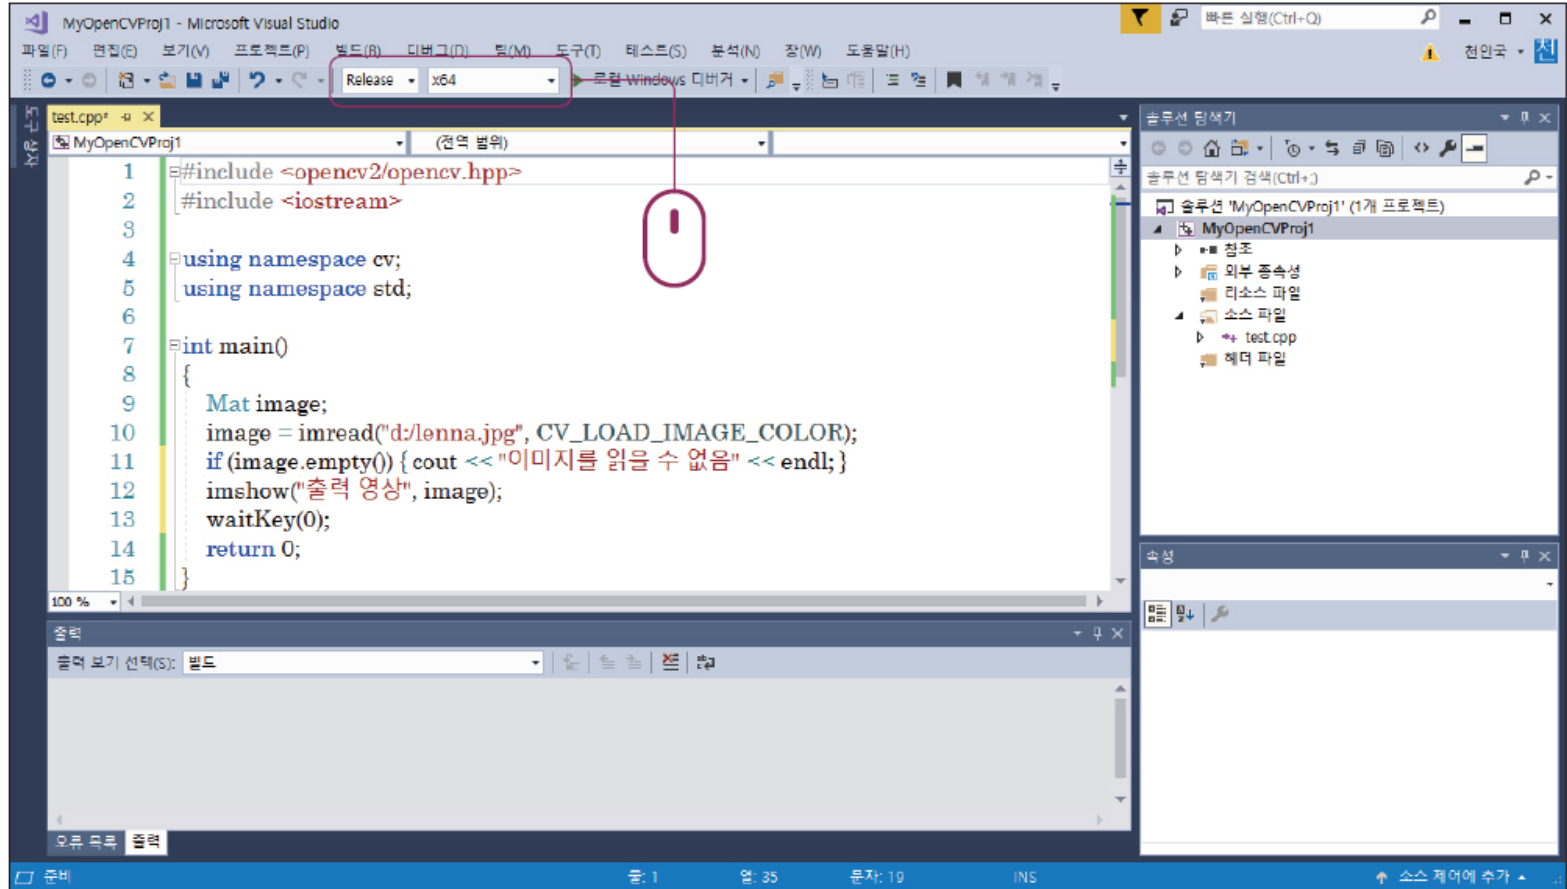 MyOpenCVProj1 - Microsoft Visual Studio
빠른 실행(Ctrl+Q)
파일(F) 편집(E) 보기(V) 프로젝트(P) 빌드(B) 디버그(D) 팀(M) 도구(T) 테스트(S) 분석(N) 창(W) 도움말(H)
천인국 천
Release x64 로컬 Windows 디버거
도구 상자
test.cpp*
MyOpenCVProj1 (전역 범위)
1 #include <opencv2/opencv.hpp>
2 #include <iostream>
3
4 using namespace cv;
5 using namespace std;
6
7 int main()
8 {
9 Mat image;
10 image = imread("d:/lenna.jpg", CV_LOAD_IMAGE_COLOR);
11 if (image.empty()) { cout << "이미지를 읽을 수 없음" << endl; }
12 imshow("출력 영상", image);
13 waitKey(0);
14 return 0;
15 }
100 %
출력
출력 보기 선택(S): 빌드
오류 목록 출력
솔루션 탐색기
솔루션 탐색기 검색(Ctrl+;)
솔루션 'MyOpenCVProj1' (1개 프로젝트)
MyOpenCVProj1
참조
외부 종속성
리소스 파일
소스 파일
test.cpp
헤더 파일
속성
준비 줄: 1 열: 35 문자: 19 INS 소스 제어에 추가